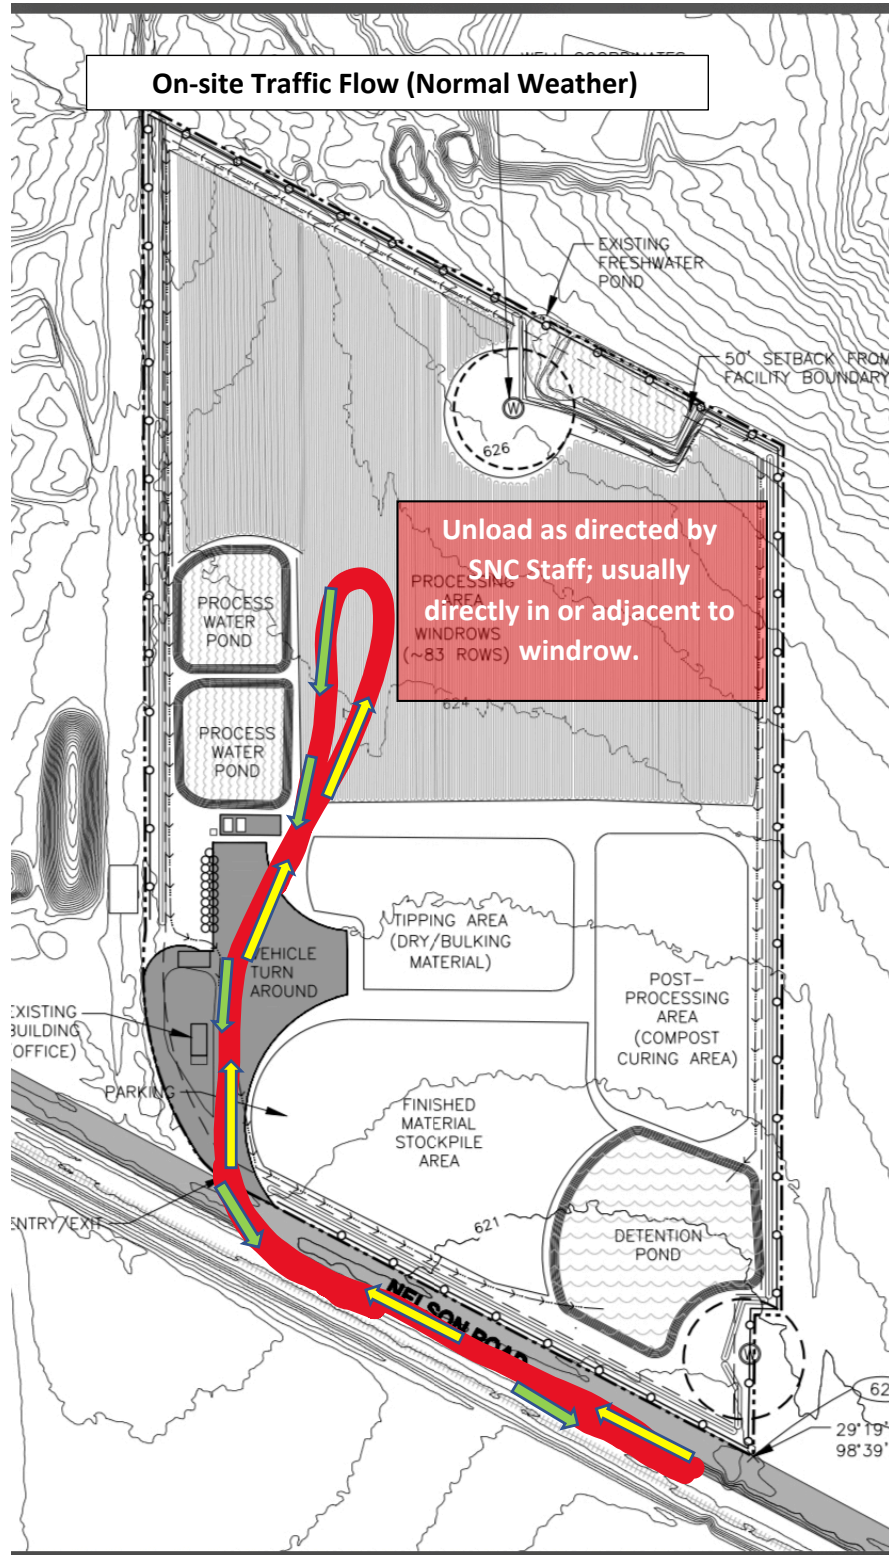 On-site Traffic Flow (Normal Weather)
EXISTING
FRESHWATER
POND
50' SETBACK FROM
FACILITY BOUNDARY
W
626
Unload as directed by
SNC Staff; usually
directly in or adjacent to
windrow.
PROCESSING
AREA
WINDROWS
(~83 ROWS)
624
PROCESS
WATER
POND
PROCESS
WATER
POND
TIPPING AREA
(DRY/BULKING
MATERIAL)
VEHICLE
TURN
AROUND
POST-
PROCESSING
AREA
(COMPOST
CURING AREA)
EXISTING
BUILDING
(OFFICE)
PARKING
FINISHED
MATERIAL
STOCKPILE
AREA
ENTRY/EXIT
621
DETENTION
POND
NELSON ROAD
W
62
29°19'
98°39'